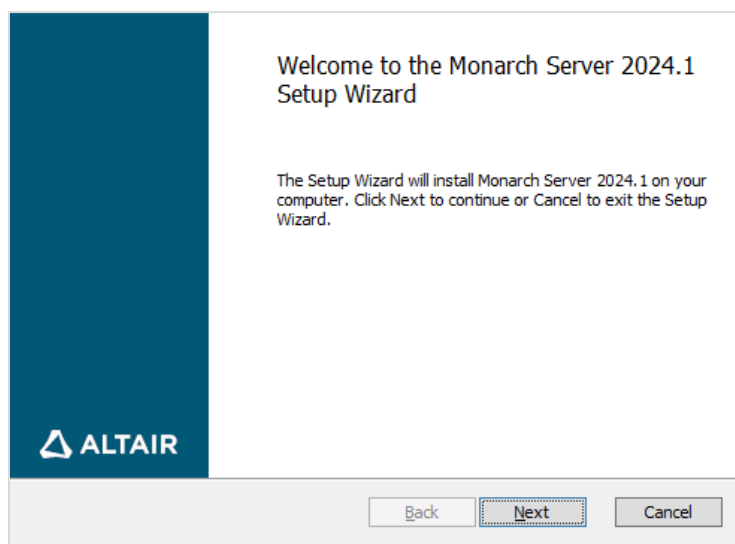 Welcome to the Monarch Server 2024.1
Setup Wizard
The Setup Wizard will install Monarch Server 2024.1 on your
computer. Click Next to continue or Cancel to exit the Setup
Wizard.
ALTAIR
Back Next Cancel